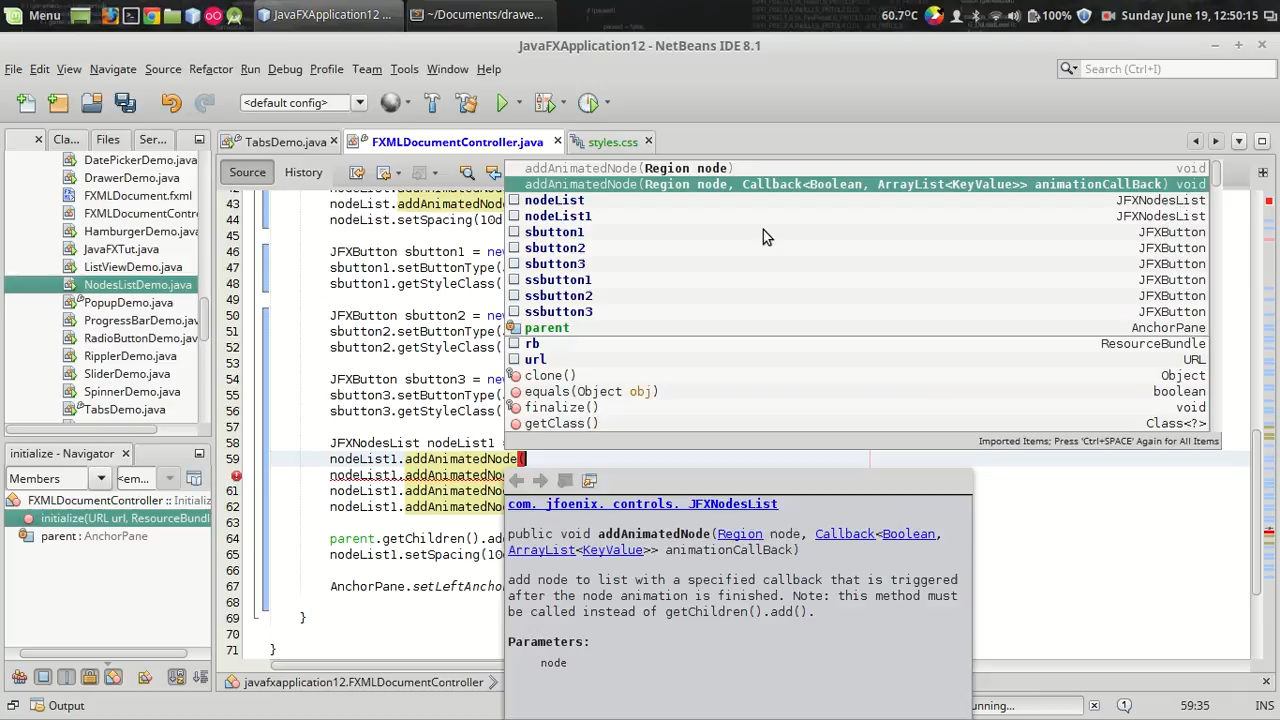 Menu
JavaFXApplication12 ...
~/Documents/drawe...
60.7°C
100%
Sunday June 19, 12:50:15
JavaFXApplication12 - NetBeans IDE 8.1
File Edit View Navigate Source Refactor Run Debug Profile Team Tools Window Help
Search (Ctrl+I)
<default config>
Cla... Files Ser...
TabsDemo.java
FXMLDocumentController.java
styles.css
Source History
DatePickerDemo.java
DrawerDemo.java
FXMLDocument.fxml
FXMLDocumentContro
HamburgerDemo.java
JavaFXTut.java
ListViewDemo.java
NodesListDemo.java
PopupDemo.java
ProgressBarDemo.java
RadioButtonDemo.java
RipplerDemo.java
SliderDemo.java
SpinnerDemo.java
TabsDemo.java
initialize - Navigator
Members <em...
FXMLDocumentController :: Initializ
initialize(URL url, ResourceBundl
parent : AnchorPane
43 nodeList.addAnimatedNod
44 nodeList.setSpacing(10d
45
46 JFXButton sbutton1 = new
47 sbutton1.setButtonType(
48 sbutton1.getStyleClass(
49
50 JFXButton sbutton2 = new
51 sbutton2.setButtonType(
52 sbutton2.getStyleClass(
53
54 JFXButton sbutton3 = new
55 sbutton3.setButtonType(
56 sbutton3.getStyleClass(
57
58 JFXNodesList nodeList1 =
59 nodeList1.addAnimatedNode(
nodeList1.addAnimatedNo
61 nodeList1.addAnimatedNo
62 nodeList1.addAnimatedNo
63
64 parent.getChildren().ad
65 nodeList1.setSpacing(10
66
67 AnchorPane.setLeftAncho
68
69 }
70
71 }
addAnimatedNode(Region node) void
addAnimatedNode(Region node, Callback<Boolean, ArrayList<KeyValue>> animationCallBack) void
nodeList JFXNodesList
nodeList1 JFXNodesList
sbutton1 JFXButton
sbutton2 JFXButton
sbutton3 JFXButton
ssbutton1 JFXButton
ssbutton2 JFXButton
ssbutton3 JFXButton
parent AnchorPane
rb ResourceBundle
url URL
clone() Object
equals(Object obj) boolean
finalize() void
getClass() Class<?>
Imported Items; Press 'Ctrl+SPACE' Again for All Items
com. jfoenix. controls. JFXNodesList
public void addAnimatedNode(Region node, Callback<Boolean,
ArrayList<KeyValue>> animationCallBack)
add node to list with a specified callback that is triggered
after the node animation is finished. Note: this method must
be called instead of getChildren().add().
Parameters:
node
javafxapplication12.FXMLDocumentController
Output
unning...
1
59:35
INS